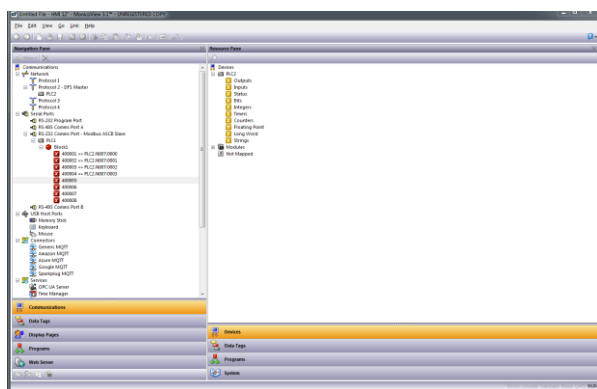 Untitled File - HMI 12" - MonicoView 3.1™ - UNREGISTERED COPY
File Edit View Go Link Help
Navigation Pane
Communications
Network
Protocol 1
Protocol 2 - DF1 Master
PLC2
Protocol 3
Protocol 4
Serial Ports
RS-232 Program Port
RS-485 Comms Port A
RS-232 Comms Port - Modbus ASCII Slave
PLC1
Block1
400001 <> PLC2.N007:0000
400002 <> PLC2.N007:0001
400003 <> PLC2.N007:0002
400004 <> PLC2.N007:0003
400005
400006
400007
400008
RS-485 Comms Port B
USB Host Ports
Memory Stick
Keyboard
Mouse
Connectors
Generic MQTT
Amazon MQTT
Azure MQTT
Google MQTT
Sparkplug MQTT
Services
OPC UA Server
Time Manager
Communications
Data Tags
Display Pages
Programs
Web Server
Resource Pane
Devices
PLC2
Outputs
Inputs
Status
Bits
Integers
Timers
Counters
Floating Point
Long Word
Strings
Modules
Not Mapped
Devices
Data Tags
Programs
System